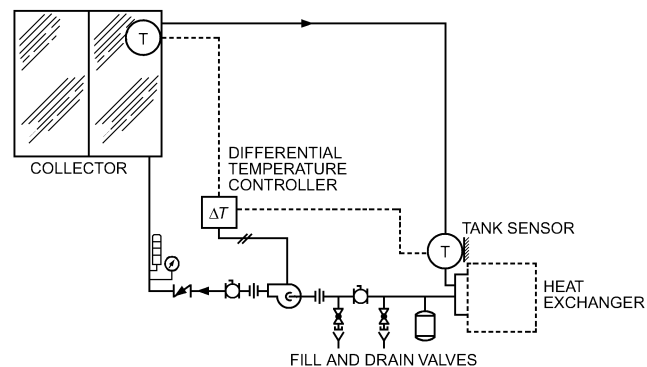 T
COLLECTOR
DIFFERENTIAL
TEMPERATURE
CONTROLLER
ΔT
TANK SENSOR
T
HEAT
EXCHANGER
FILL AND DRAIN VALVES